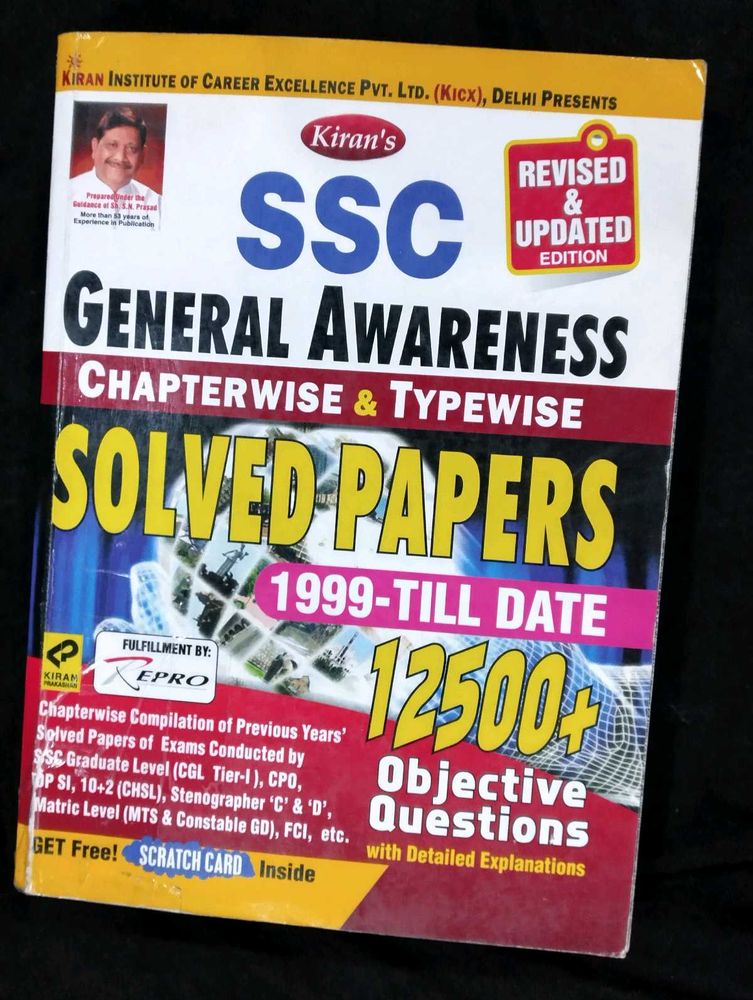 KIRAN INSTITUTE OF CAREER EXCELLENCE PVT. LTD. (KICX), DELHI PRESENTS
Prepared Under the
Guidance of Sh. S.N. Prasad
More than 53 years of
Experience in Publication
Kiran's
SSC
REVISED
&
UPDATED
EDITION
GENERAL AWARENESS
CHAPTERWISE & TYPEWISE
SOLVED PAPERS
1999-TILL DATE
KP
KIRAN
PRAKASHAN
FULFILLMENT BY:
REPRO
12500+
Objective
Questions
with Detailed Explanations
Chapterwise Compilation of Previous Years'
Solved Papers of Exams Conducted by
SSC Graduate Level (CGL Tier-I), CPO,
DP SI, 10+2 (CHSL), Stenographer 'C' & 'D',
Matric Level (MTS & Constable GD), FCI, etc.
GET Free! SCRATCH CARD Inside